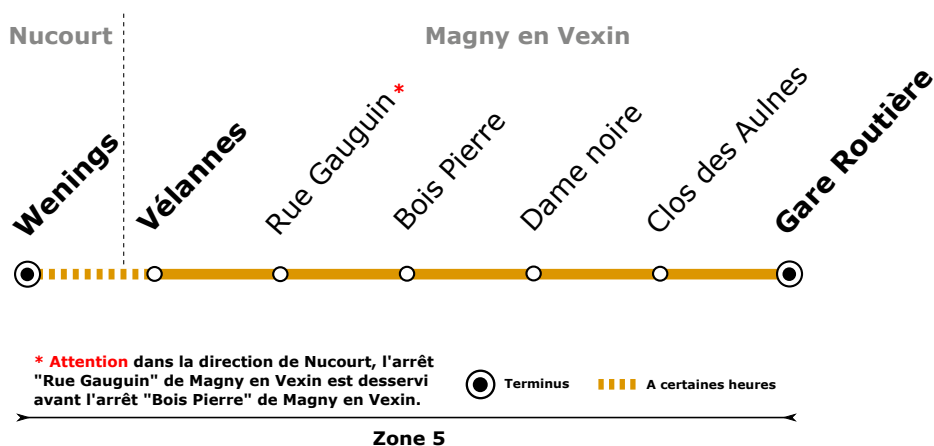 Nucourt
Magny en Vexin
Wenings
Vélannes
Rue Gauguin*
Bois Pierre
Dame noire
Clos des Aulnes
Gare Routière
* Attention dans la direction de Nucourt, l'arrêt
"Rue Gauguin" de Magny en Vexin est desservi
avant l'arrêt "Bois Pierre" de Magny en Vexin.
Terminus
A certaines heures
Zone 5